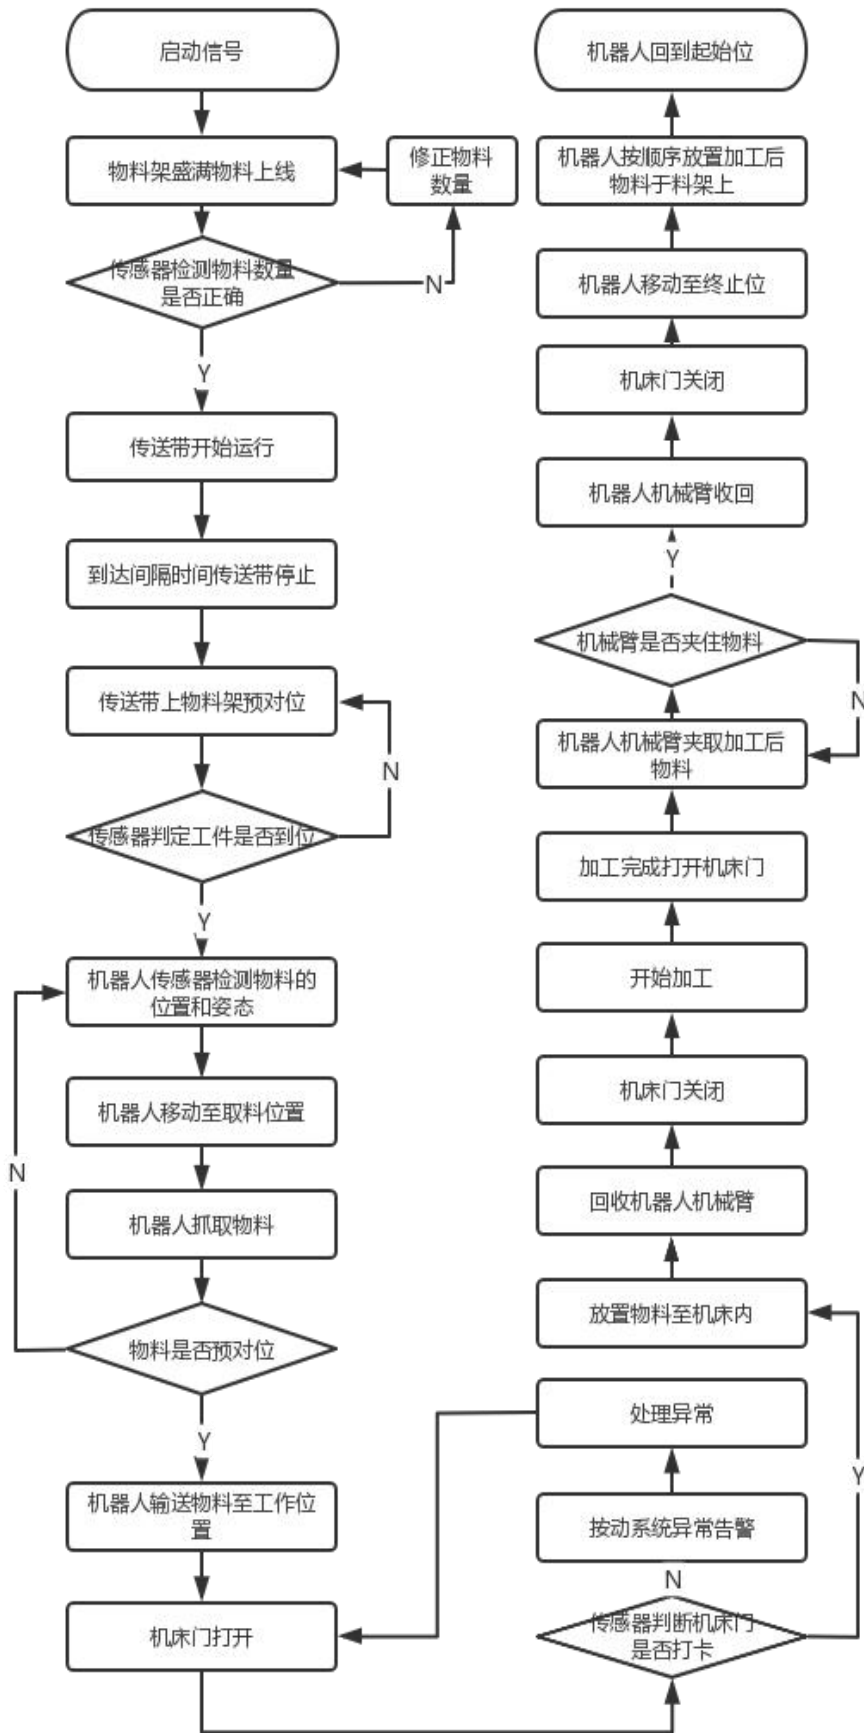 启动信号
物料架盛满物料上线
修正物料
数量
传感器检测物料数量
是否正确
N
Y
传送带开始运行
到达间隔时间传送带停止
传送带上物料架预对位
N
传感器判定工件是否到位
Y
机器人传感器检测物料的
位置和姿态
机器人移动至取料位置
N
机器人抓取物料
物料是否预对位
Y
机器人输送物料至工作位
置
机床门打开
传感器判断机床门
是否打卡
N
Y
按动系统异常告警
处理异常
放置物料至机床内
回收机器人机械臂
机床门关闭
开始加工
加工完成打开机床门
机器人机械臂夹取加工后
物料
机械臂是否夹住物料
N
Y
机器人机械臂收回
机床门关闭
机器人移动至终止位
机器人按顺序放置加工后
物料于料架上
机器人回到起始位